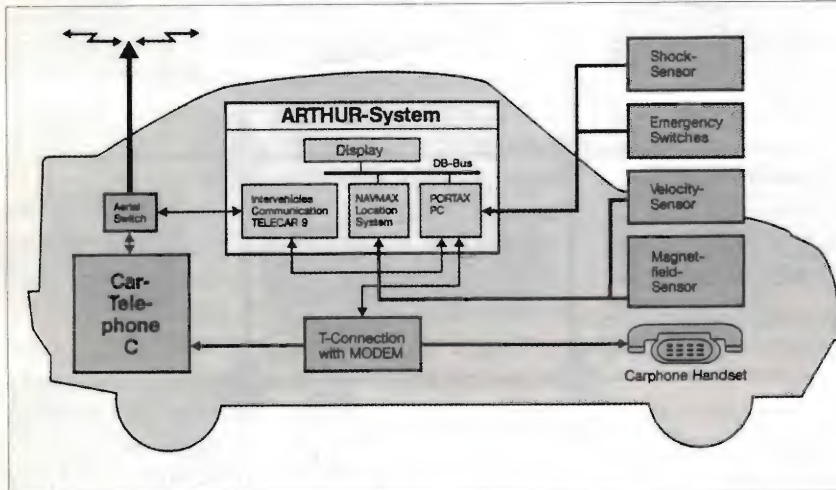 ARTHUR-System
Display
DB-Bus
Intervehicles
Communication
TELECAR 9
NAVMAX
Location
System
PORTAX
PC
Aerial
Switch
Car-
Tele-
phone
C
T-Connection
with MODEM
Shock-
Sensor
Emergency
Switches
Velocity-
Sensor
Magnet-
field-
Sensor
Carphone Handset